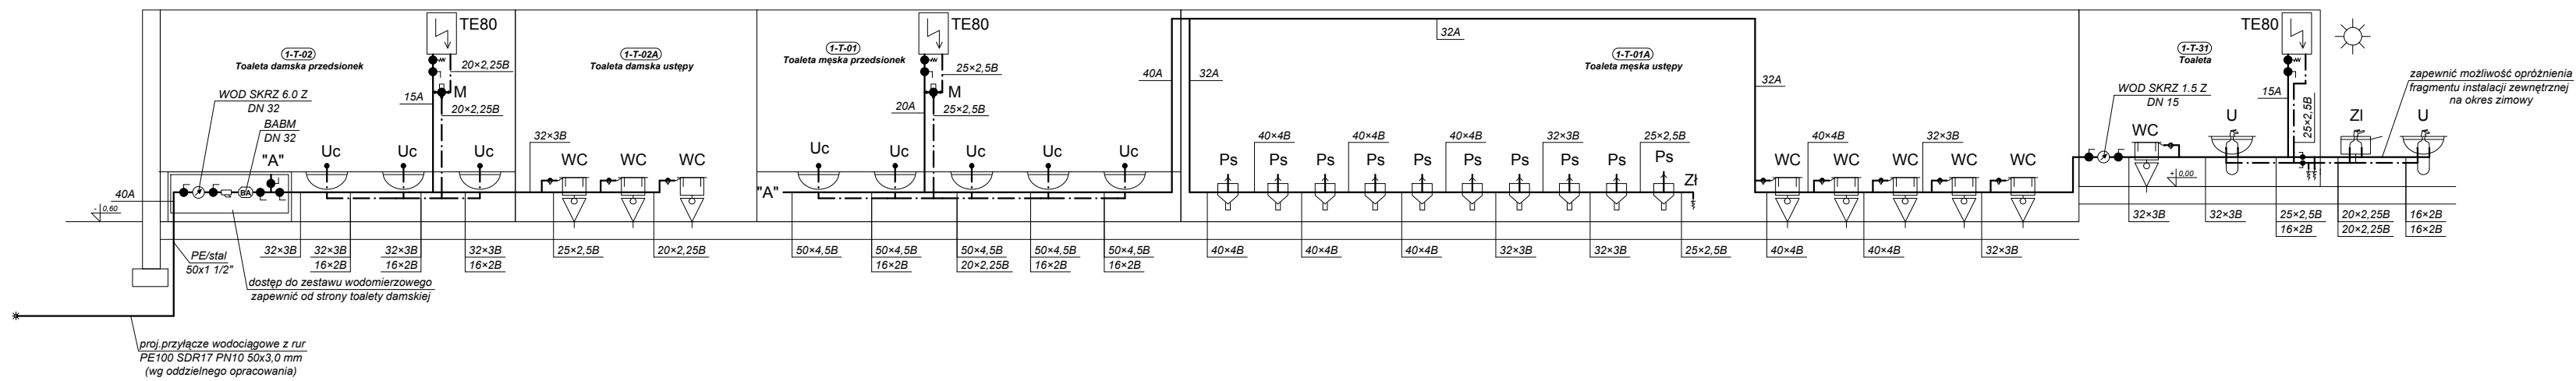 TE80
TE80
TE80
32A
1-T-02
Toaleta damska przedsionek
1-T-02A
Toaleta damska ustępy
1-T-01
Toaleta męska przedsionek
1-T-01A
Toaleta męska ustępy
1-T-31
Toaleta
20×2,25B
25×2,5B
40A
32A
32A
zapewnić możliwość opróżnienia
fragmentu instalacji zewnętrznej
na okres zimowy
WOD SKRZ 6.0 Z
DN 32
15A
M
20×2,25B
20A
M
25×2,5B
WOD SKRZ 1.5 Z
DN 15
15A
25×2,5B
BABM
DN 32
"A"
Uc
Uc
Uc
32×3B
WC
WC
WC
Uc
Uc
Uc
Uc
Uc
40×4B
40×4B
40×4B
32×3B
25×2,5B
Ps
Ps
Ps
Ps
Ps
Ps
Ps
Ps
Ps
Ps
Zł
40×4B
32×3B
WC
WC
WC
WC
WC
WC
U
Zl
U
40A
BA
"A"
- 0,60
+ 0,00
32×3B
32×3B
16×2B
32×3B
16×2B
32×3B
16×2B
25×2,5B
20×2,25B
50×4,5B
50×4,5B
16×2B
50×4,5B
20×2,25B
50×4,5B
16×2B
50×4,5B
16×2B
40×4B
40×4B
40×4B
32×3B
32×3B
25×2,5B
40×4B
40×4B
32×3B
32×3B
32×3B
25×2,5B
16×2B
20×2,25B
20×2,25B
16×2B
16×2B
PE/stal
50x1 1/2"
dostęp do zestawu wodomierzowego
zapewnić od strony toalety damskiej
proj.przyłącze wodociągowe z rur
PE100 SDR17 PN10 50x3,0 mm
(wg oddzielnego opracowania)